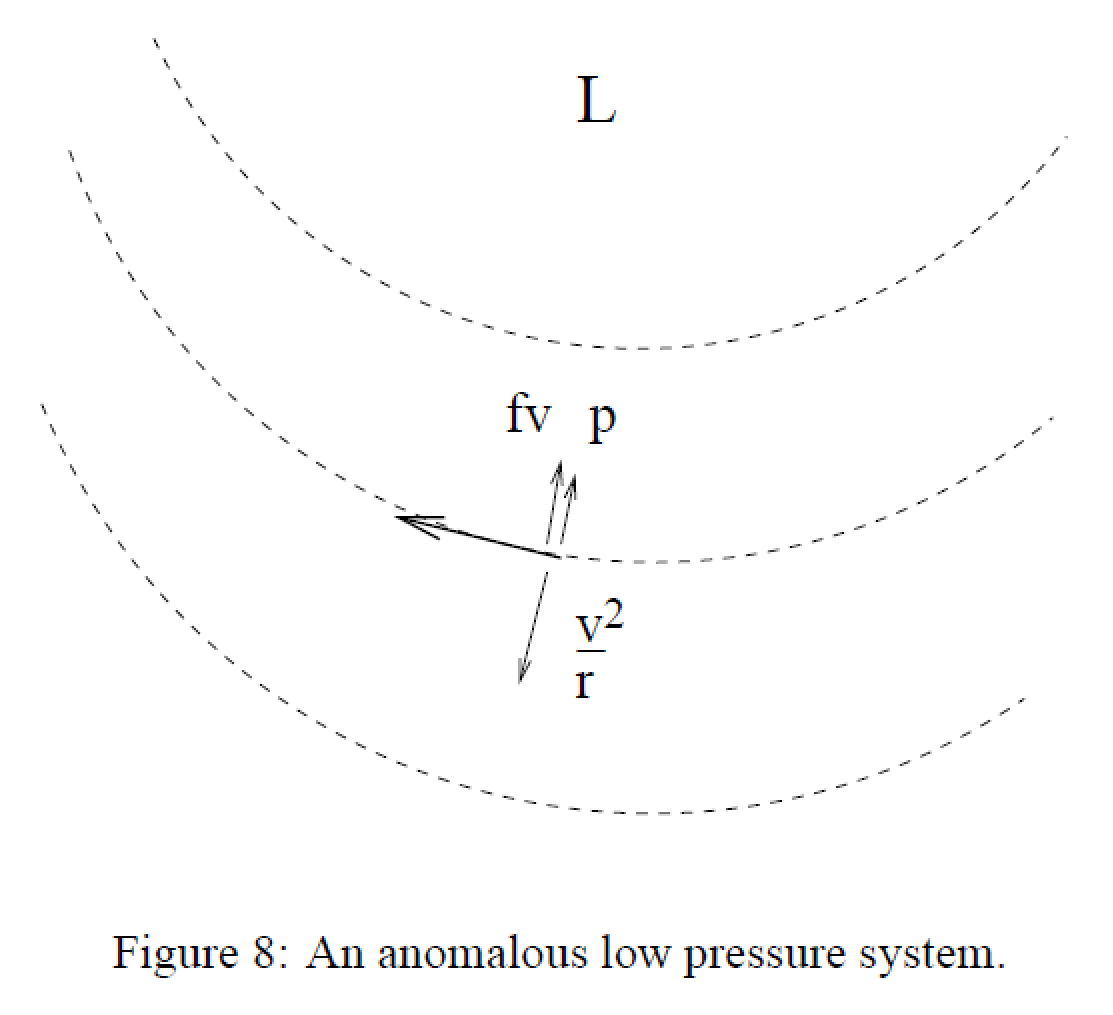 L
fv p
v²
r
Figure 8: An anomalous low pressure system.